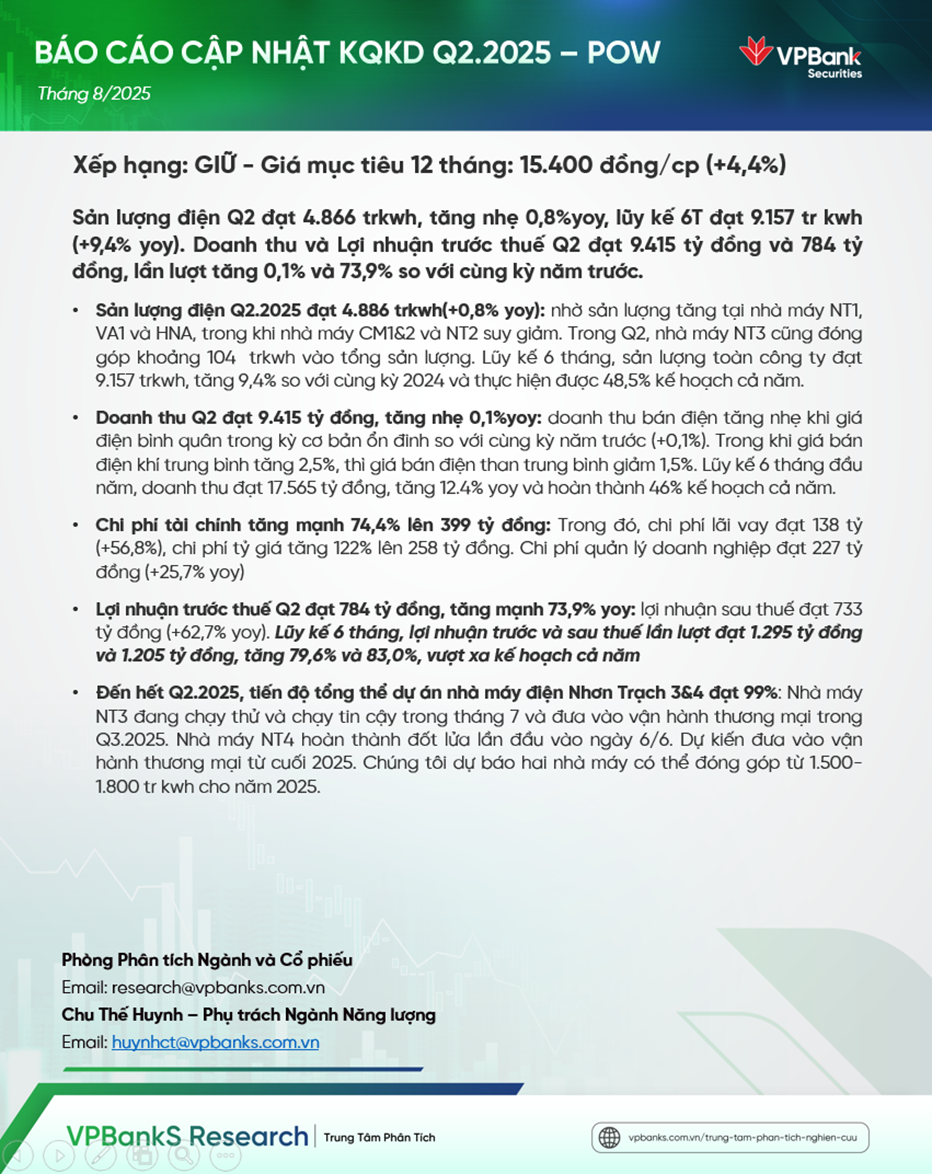 BÁO CÁO CẬP NHẬT KQKD Q2.2025 – POW
Tháng 8/2025
VPBank
Securities
Xếp hạng: GIỮ - Giá mục tiêu 12 tháng: 15.400 đồng/cp (+4,4%)
Sản lượng điện Q2 đạt 4.866 trkwh, tăng nhẹ 0,8%yoy, lũy kế 6T đạt 9.157 tr kwh
(+9,4% yoy). Doanh thu và Lợi nhuận trước thuế Q2 đạt 9.415 tỷ đồng và 784 tỷ
đồng, lần lượt tăng 0,1% và 73,9% so với cùng kỳ năm trước.
• Sản lượng điện Q2.2025 đạt 4.886 trkwh(+0,8% yoy): nhờ sản lượng tăng tại nhà máy NT1,
VA1 và HNA, trong khi nhà máy CM1&2 và NT2 suy giảm. Trong Q2, nhà máy NT3 cũng đóng
góp khoảng 104 trkwh vào tổng sản lượng. Lũy kế 6 tháng, sản lượng toàn công ty đạt
9.157 trkwh, tăng 9,4% so với cùng kỳ 2024 và thực hiện được 48,5% kế hoạch cả năm.
• Doanh thu Q2 đạt 9.415 tỷ đồng, tăng nhẹ 0,1%yoy: doanh thu bán điện tăng nhẹ khi giá
điện bình quân trong kỳ cơ bản ổn đinh so với cùng kỳ năm trước (+0,1%). Trong khi giá bán
điện khí trung bình tăng 2,5%, thì giá bán điện than trung bình giảm 1,5%. Lũy kế 6 tháng đầu
năm, doanh thu đạt 17.565 tỷ đồng, tăng 12.4% yoy và hoàn thành 46% kế hoạch cả năm.
• Chi phí tài chính tăng mạnh 74,4% lên 399 tỷ đồng: Trong đó, chi phí lãi vay đạt 138 tỷ
(+56,8%), chi phí tỷ giá tăng 122% lên 258 tỷ đồng. Chi phí quản lý doanh nghiệp đạt 227 tỷ
đồng (+25,7% yoy)
• Lợi nhuận trước thuế Q2 đạt 784 tỷ đồng, tăng mạnh 73,9% yoy: lợi nhuận sau thuế đạt 733
tỷ đồng (+62,7% yoy). Lũy kế 6 tháng, lợi nhuận trước và sau thuế lần lượt đạt 1.295 tỷ đồng
và 1.205 tỷ đồng, tăng 79,6% và 83,0%, vượt xa kế hoạch cả năm
• Đến hết Q2.2025, tiến độ tổng thể dự án nhà máy điện Nhơn Trạch 3&4 đạt 99%: Nhà máy
NT3 đang chạy thử và chạy tin cậy trong tháng 7 và đưa vào vận hành thương mại trong
Q3.2025. Nhà máy NT4 hoàn thành đốt lửa lần đầu vào ngày 6/6. Dự kiến đưa vào vận
hành thương mại từ cuối 2025. Chúng tôi dự báo hai nhà máy có thể đóng góp từ 1.500-
1.800 tr kwh cho năm 2025.
Phòng Phân tích Ngành và Cổ phiếu
Email: research@vpbanks.com.vn
Chu Thế Huynh – Phụ trách Ngành Năng lượng
Email: huynhct@vpbanks.com.vn
VPBankS Research | Trung Tâm Phân Tích
vpbanks.com.vn/trung-tam-phan-tich-nghien-cuu